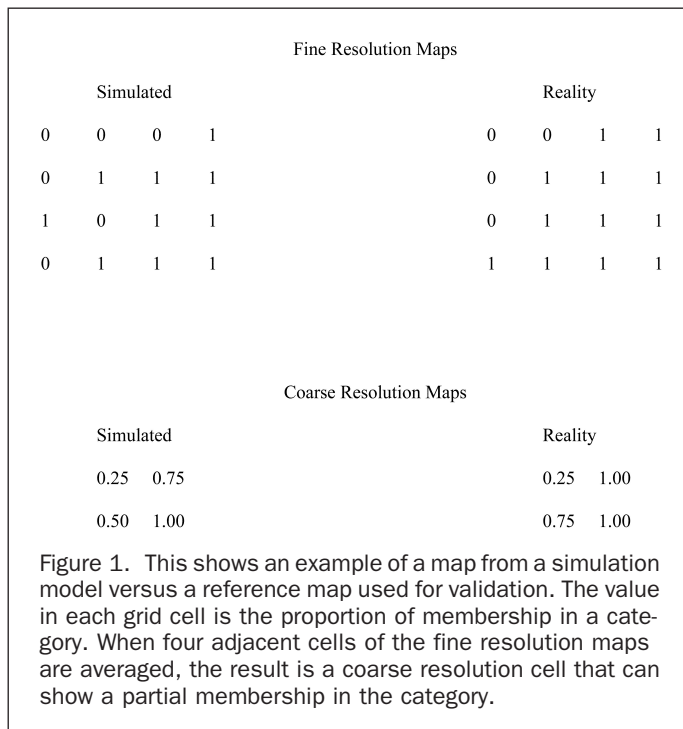 Fine Resolution Maps
Simulated Reality
0 0 0 1 0 0 1 1
0 1 1 1 0 1 1 1
1 0 1 1 0 1 1 1
0 1 1 1 1 1 1 1
Coarse Resolution Maps
Simulated Reality
0.25 0.75 0.25 1.00
0.50 1.00 0.75 1.00
Figure 1. This shows an example of a map from a simulation
model versus a reference map used for validation. The value
in each grid cell is the proportion of membership in a cate-
gory. When four adjacent cells of the fine resolution maps
are averaged, the result is a coarse resolution cell that can
show a partial membership in the category.